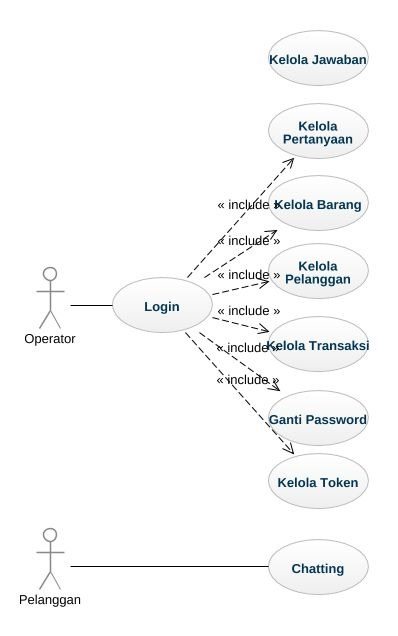 Kelola Jawaban
Kelola
Pertanyaan
« include »
Kelola Barang
« include »
« include »
Kelola
Pelanggan
Login
« include »
Operator
« include »
Kelola Transaksi
« include »
Ganti Password
Kelola Token
Chatting
Pelanggan